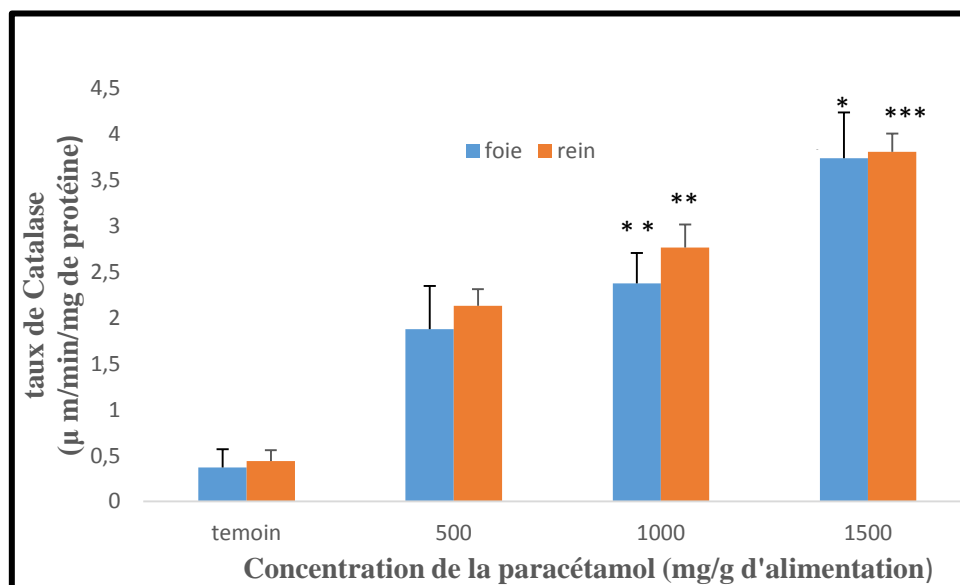 taux de Catalase
(µ m/min/mg de protéine)
4,5
4
3,5
3
2,5
2
1,5
1
0,5
0
foie rein
* ***
* * **
temoin 500 1000 1500
Concentration de la paracétamol (mg/g d'alimentation)